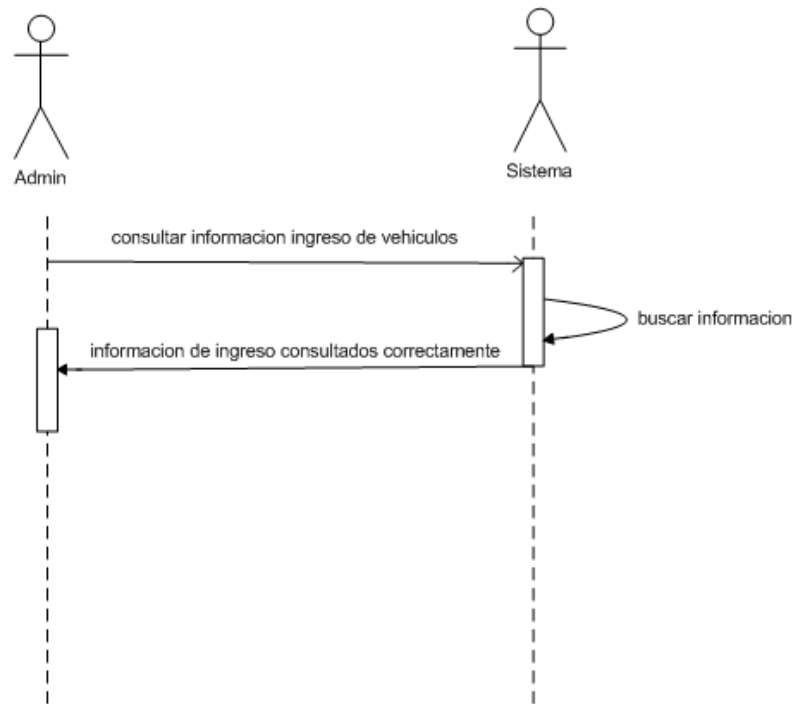 Admin
Sistema
consultar informacion ingreso de vehiculos
buscar informacion
informacion de ingreso consultados correctamente